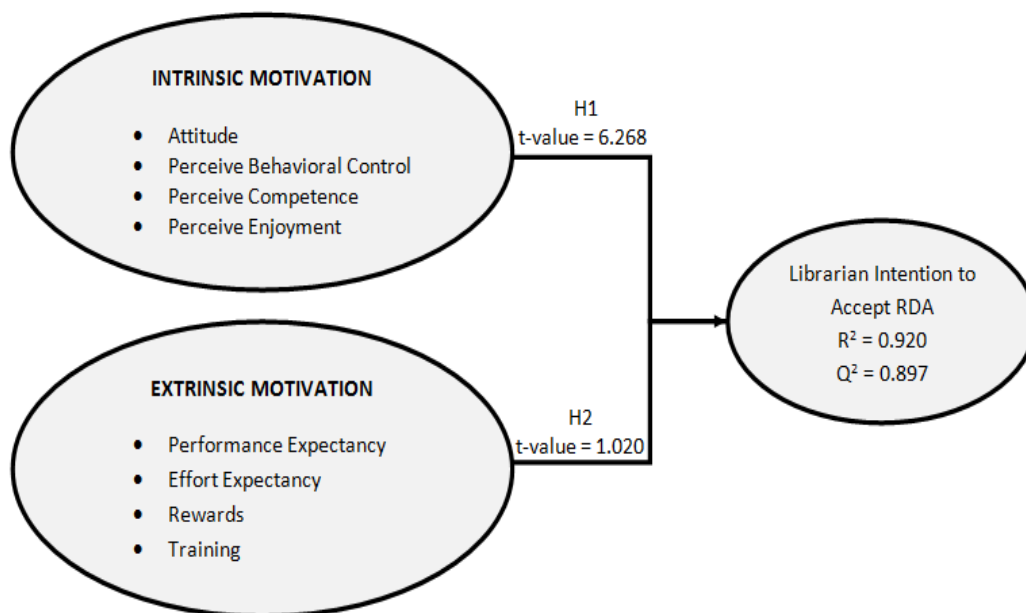 INTRINSIC MOTIVATION
• Attitude
• Perceive Behavioral Control
• Perceive Competence
• Perceive Enjoyment
H1
t-value = 6.268
EXTRINSIC MOTIVATION
• Performance Expectancy
• Effort Expectancy
• Rewards
• Training
H2
t-value = 1.020
Librarian Intention to
Accept RDA
R² = 0.920
Q² = 0.897